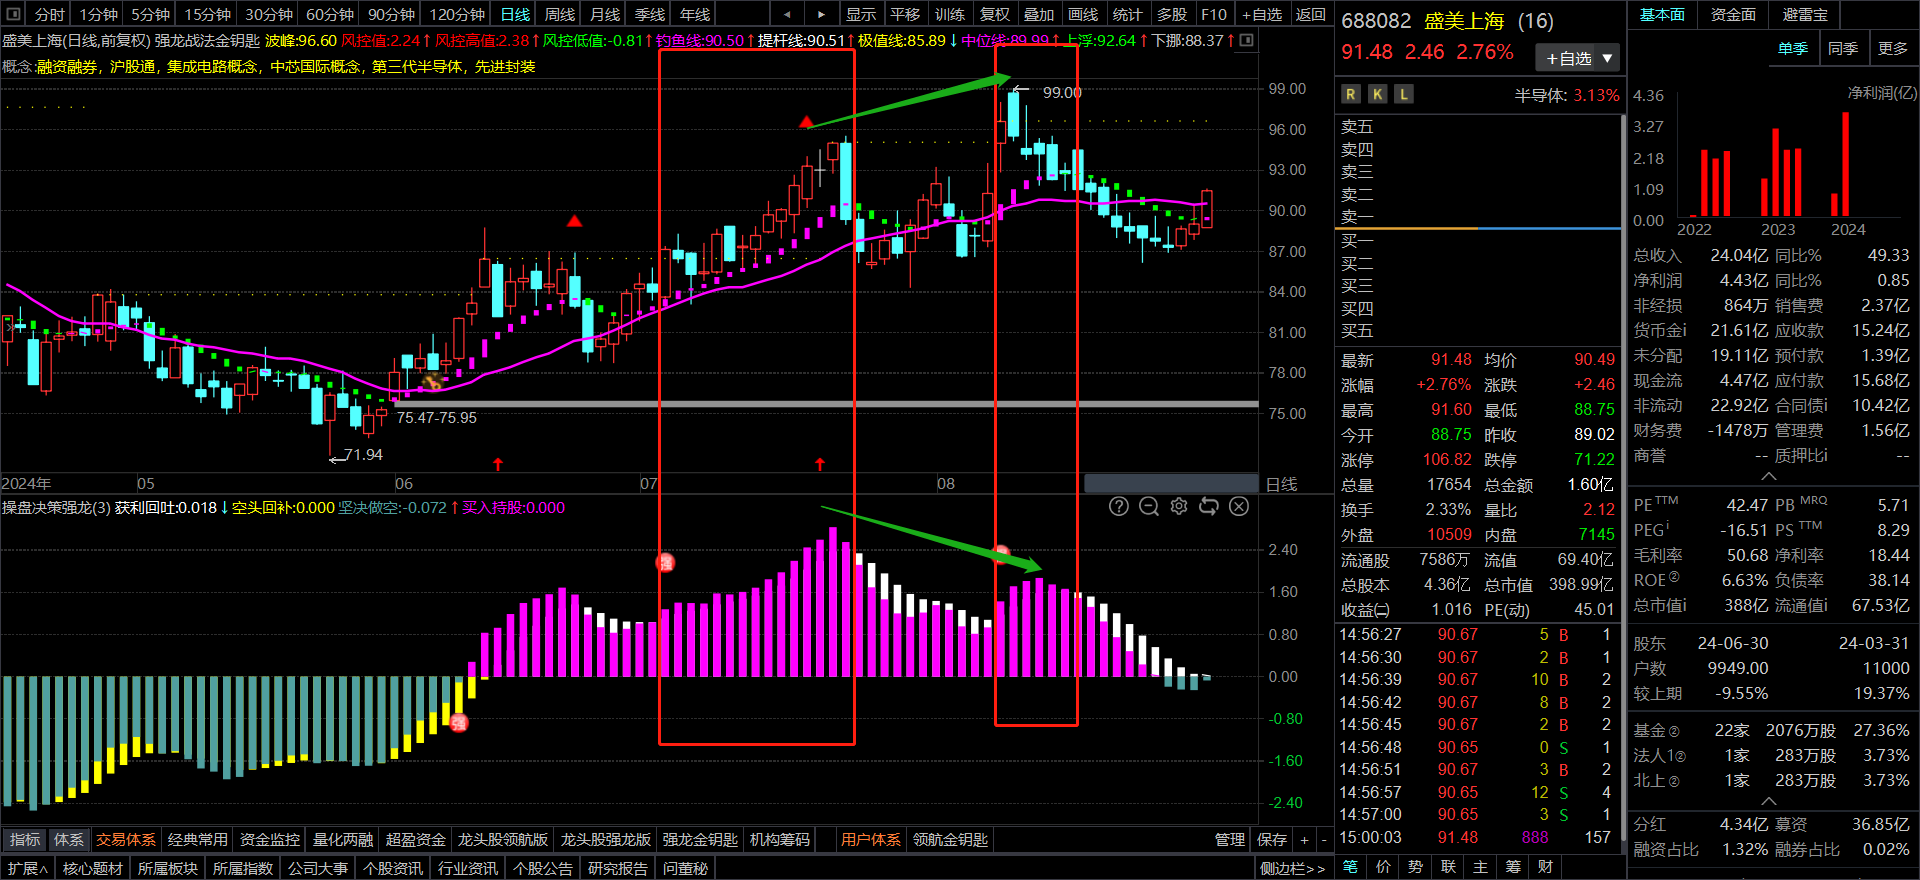 分时 1分钟 5分钟 15分钟 30分钟 60分钟 90分钟 120分钟 日线 周线 月线 季线 年线 ◂ ▸ 显示 平移 训练 复权 叠加 画线 统计 多股 F10 +自选 返回
盛美上海(日线,前复权) 强龙战法金钥匙 波峰:96.60 风控值:2.24↑ 风控高值:2.38↑ 风控低值:-0.81↑ 钓鱼线:90.50↑ 提杆线:90.51↑ 极值线:85.89↓ 中位线:89.99↑ 上浮:92.64↑ 下挪:88.37↑
概念:融资融券, 沪股通, 集成电路概念, 中芯国际概念, 第三代半导体, 先进封装
99.00
99.00
96.00
93.00
90.00
87.00
84.00
81.00
78.00
75.00
75.47-75.95
71.94
2024年 05 06 07 08 日线
操盘决策强龙(3) 获利回吐:0.018↓ 空头回补:0.000 坚决做空:-0.072↑ 买入持股:0.000
强
强
2.40
1.60
0.80
0.00
-0.80
-1.60
-2.40
指标 体系 交易体系 经典常用 资金监控 量化两融 超盈资金 龙头股领航版 龙头股强龙版 强龙金钥匙 机构筹码 用户体系 领航金钥匙 管理 保存 + -
扩展∧ 核心题材 所属板块 所属指数 公司大事 个股资讯 行业资讯 个股公告 研究报告 问董秘 侧边栏>>
688082 盛美上海 (16)
91.48 2.46 2.76% +自选 ▼
R K L 半导体: 3.13%
卖五
卖四
卖三
卖二
卖一
买一
买二
买三
买四
买五
最新 91.48 均价 90.49
涨幅 +2.76% 涨跌 +2.46
最高 91.60 最低 88.75
今开 88.75 昨收 89.02
涨停 106.82 跌停 71.22
总量 17654 总金额 1.60亿
换手 2.33% 量比 2.12
外盘 10509 内盘 7145
流通股 7586万 流值 69.40亿
总股本 4.36亿 总市值 398.99亿
收益㈡ 1.016 PE(动) 45.01
14:56:27 90.67 5 B 1
14:56:30 90.67 2 B 1
14:56:39 90.67 10 B 2
14:56:42 90.67 8 B 2
14:56:45 90.67 2 B 2
14:56:48 90.65 0 S 1
14:56:51 90.67 3 B 2
14:56:57 90.65 12 S 4
14:57:00 90.65 3 S 1
15:00:03 91.48 888 157
笔 价 势 联 主 筹 财
基本面 资金面 避雷宝
单季 同季 更多
净利润(亿)
4.36
3.27
2.18
1.09
0.00
2022 2023 2024
总收入 24.04亿 同比% 49.33
净利润 4.43亿 同比% 0.85
非经损 864万 销售费 2.37亿
货币金i 21.61亿 应收款 15.24亿
未分配 19.11亿 预付款 1.39亿
现金流 4.47亿 应付款 15.68亿
非流动 22.92亿 合同债i 10.42亿
财务费 -1478万 管理费 1.56亿
商誉 -- 质押比i --
PE TTM 42.47 PB MRQ 5.71
PEG i -16.51 PS TTM 8.29
毛利率 50.68 净利率 18.44
ROE② 6.63% 负债率 38.14
总市值i 388亿 流通值i 67.53亿
股东 24-06-30 24-03-31
户数 9949.00 11000
较上期 -9.55% 19.37%
基金② 22家 2076万股 27.36%
法人1② 1家 283万股 3.73%
北上② 1家 283万股 3.73%
分红 4.34亿 募资 36.85亿
融资占比 1.32% 融券占比 0.02%